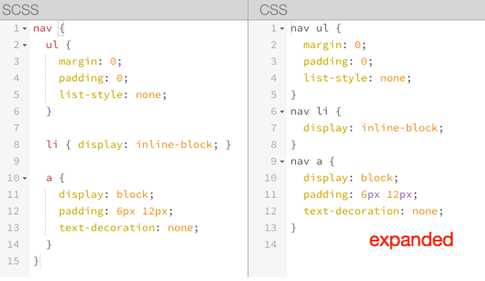 SCSS
1 nav {
2 ul {
3 margin: 0;
4 padding: 0;
5 list-style: none;
6 }
7
8 li { display: inline-block; }
9
10 a {
11 display: block;
12 padding: 6px 12px;
13 text-decoration: none;
14 }
15 }
CSS
1 nav ul {
2 margin: 0;
3 padding: 0;
4 list-style: none;
5 }
6 nav li {
7 display: inline-block;
8 }
9 nav a {
10 display: block;
11 padding: 6px 12px;
12 text-decoration: none;
13 }
14
expanded